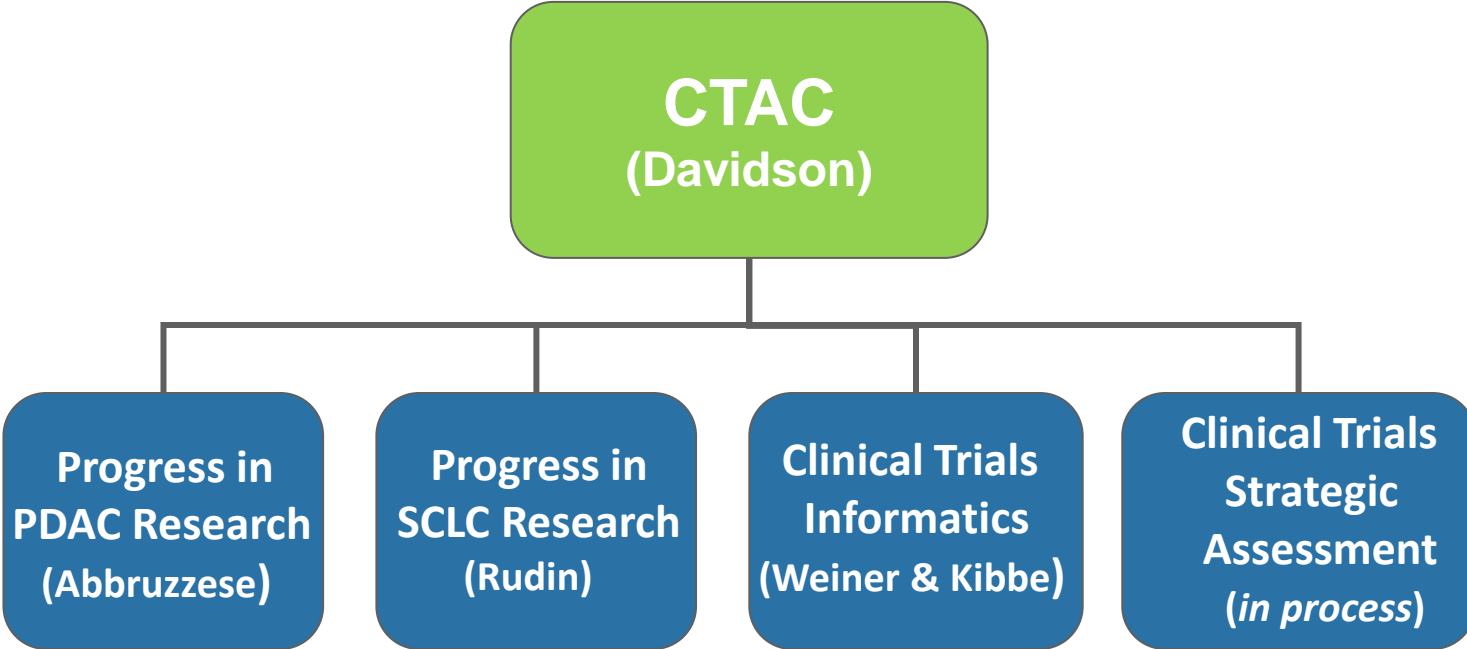 CTAC
(Davidson)
Progress in
PDAC Research
(Abbruzzese)
Progress in
SCLC Research
(Rudin)
Clinical Trials
Informatics
(Weiner & Kibbe)
Clinical Trials
Strategic
Assessment
(in process)